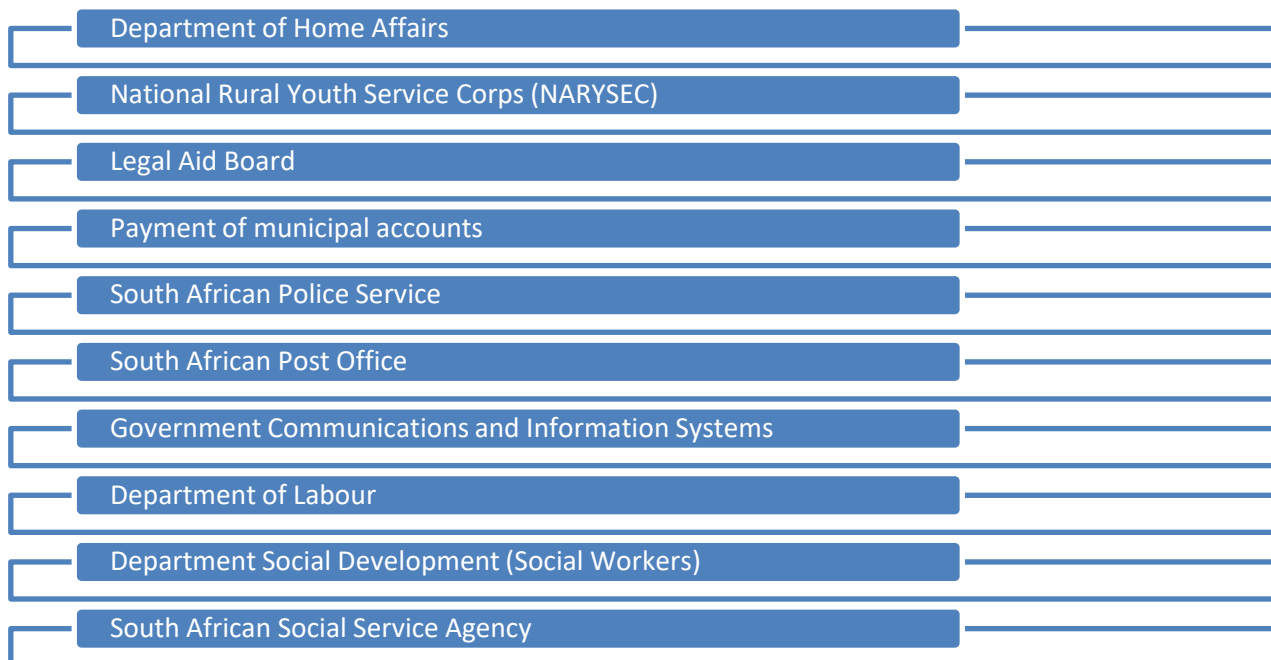 Department of Home Affairs
National Rural Youth Service Corps (NARYSEC)
Legal Aid Board
Payment of municipal accounts
South African Police Service
South African Post Office
Government Communications and Information Systems
Department of Labour
Department Social Development (Social Workers)
South African Social Service Agency